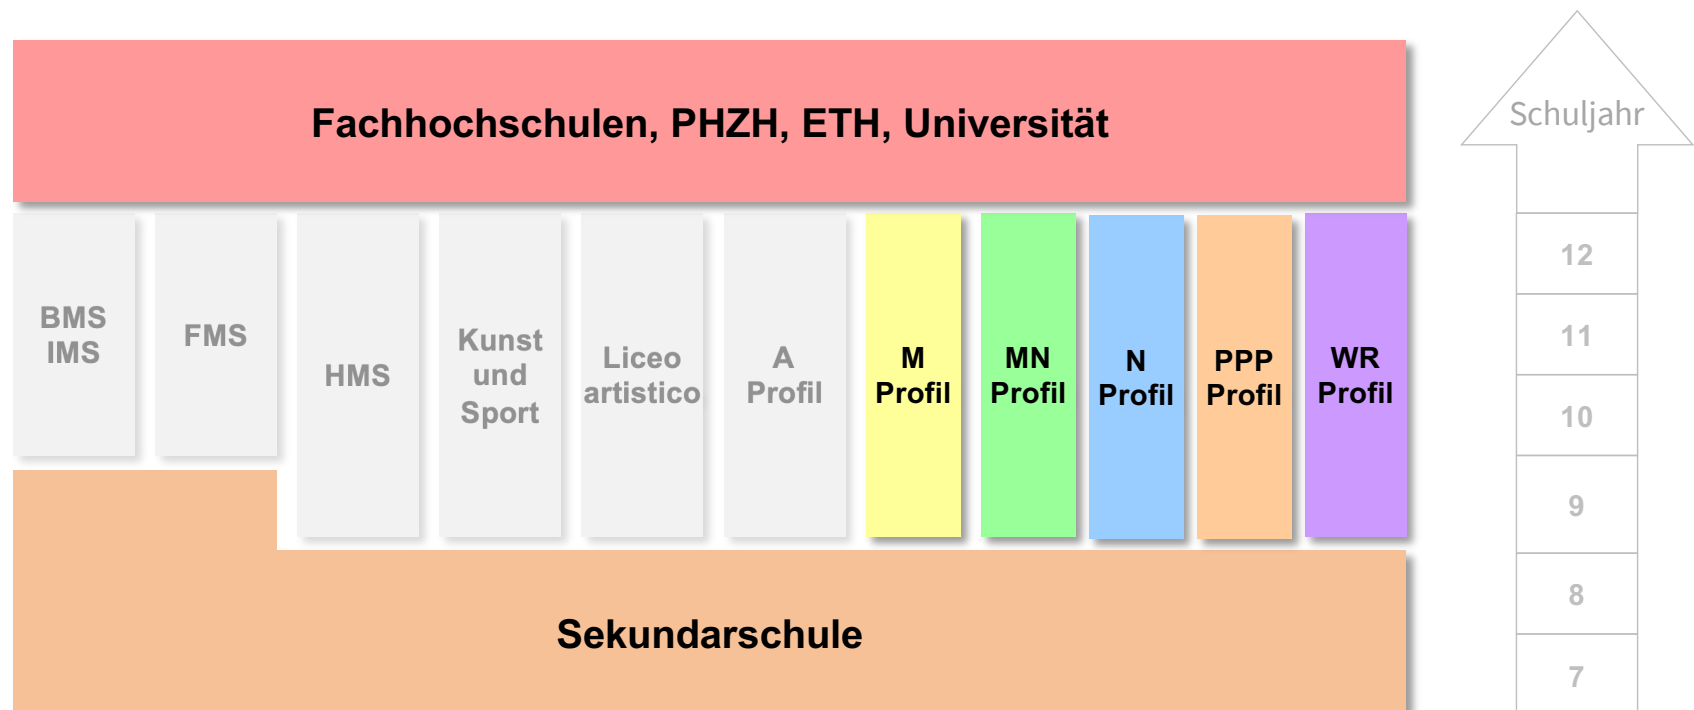 Fachhochschulen, PHZH, ETH, Universität
Schuljahr
BMS
IMS
FMS
HMS
Kunst
und
Sport
Liceo
artistico
A
Profil
M
Profil
MN
Profil
N
Profil
PPP
Profil
WR
Profil
12
11
10
9
8
7
Sekundarschule